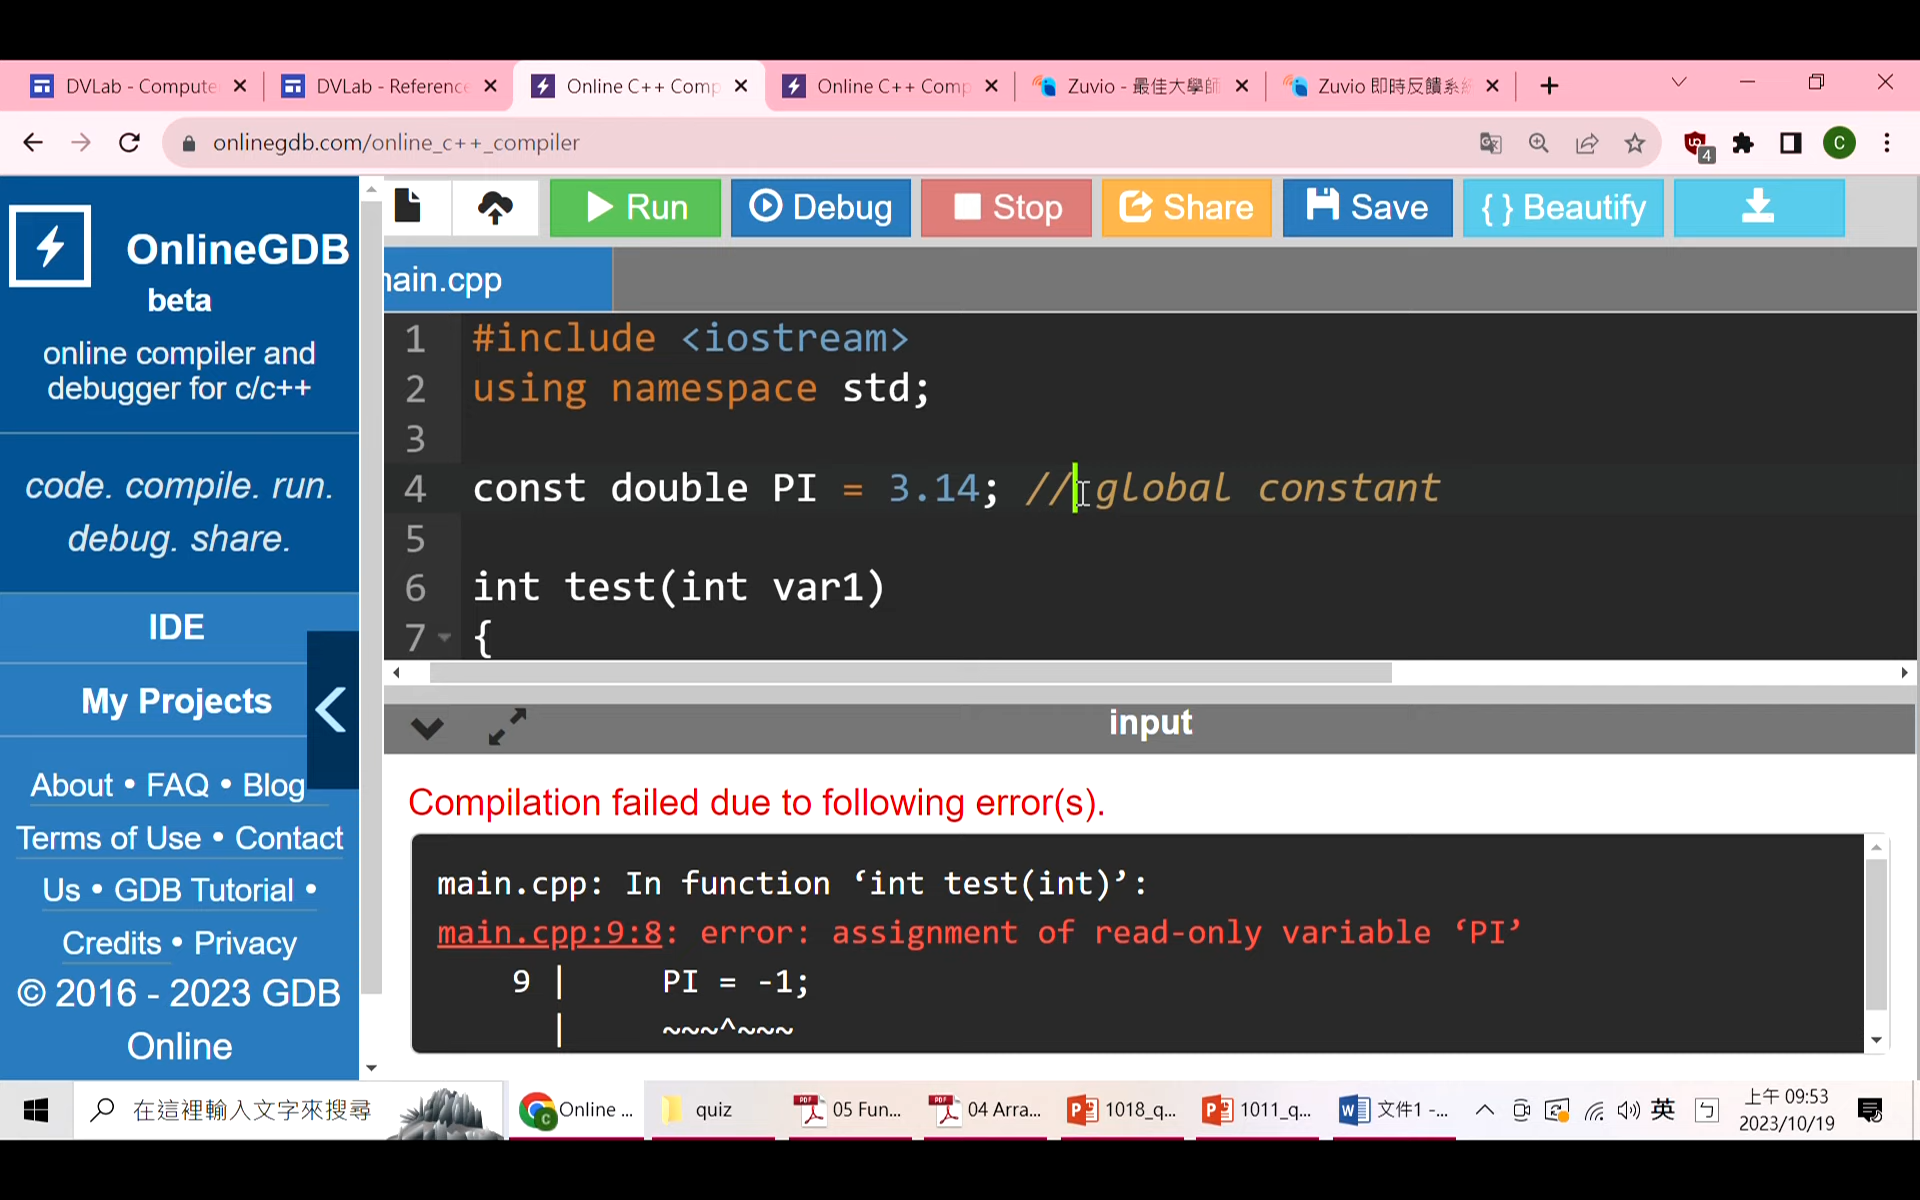 DVLab - Compute
DVLab - Reference
Online C++ Comp
Online C++ Comp
Zuvio - 最佳大學師
Zuvio 即時反饋系統
onlinegdb.com/online_c++_compiler
4
C
Run
Debug
Stop
Share
Save
{ } Beautify
OnlineGDB
beta
online compiler and
debugger for c/c++
code. compile. run.
debug. share.
IDE
My Projects
About • FAQ • Blog
Terms of Use • Contact
Us • GDB Tutorial •
Credits • Privacy
© 2016 - 2023 GDB
Online
main.cpp
1 #include <iostream>
2 using namespace std;
3
4 const double PI = 3.14; // global constant
5
6 int test(int var1)
7 {
input
Compilation failed due to following error(s).
main.cpp: In function ‘int test(int)’:
main.cpp:9:8: error: assignment of read-only variable ‘PI’
9 | PI = -1;
| ~~~^~~~
在這裡輸入文字來搜尋
Online ...
quiz
05 Fun...
04 Arra...
1018_q...
1011_q...
文件1 -...
英
上午 09:53
2023/10/19